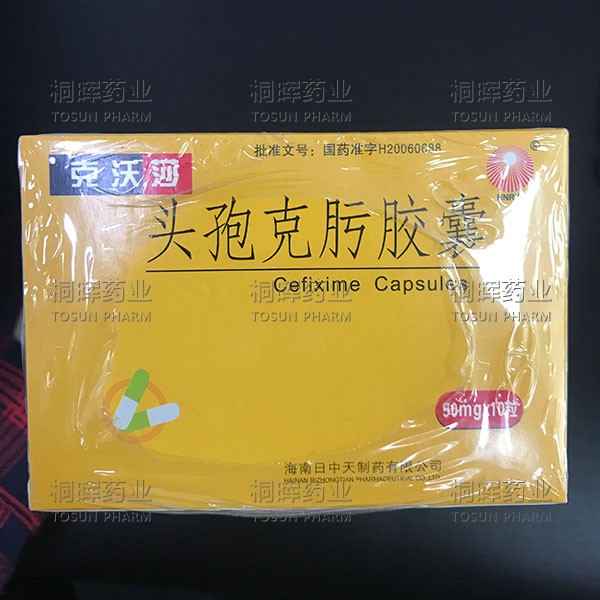 桐晖药业 桐晖药业 桐晖药业
TOSUN PHARM TOSUN PHARM TOSUN PHARM
批准文号：国药准字H20060688
®
克沃莎
头孢克肟胶囊
Cefixime Capsules
桐晖药业 桐晖药业 桐晖药业
TOSUN PHARM TOSUN PHARM TOSUN PHARM
50mg×10粒
海南日中天制药有限公司
HAINAN RIZHONGTIAN PHARMACEUTICAL CO.,LTD
桐晖药业 桐晖药业 桐晖药业
TOSUN PHARM TOSUN PHARM TOSUN PHARM